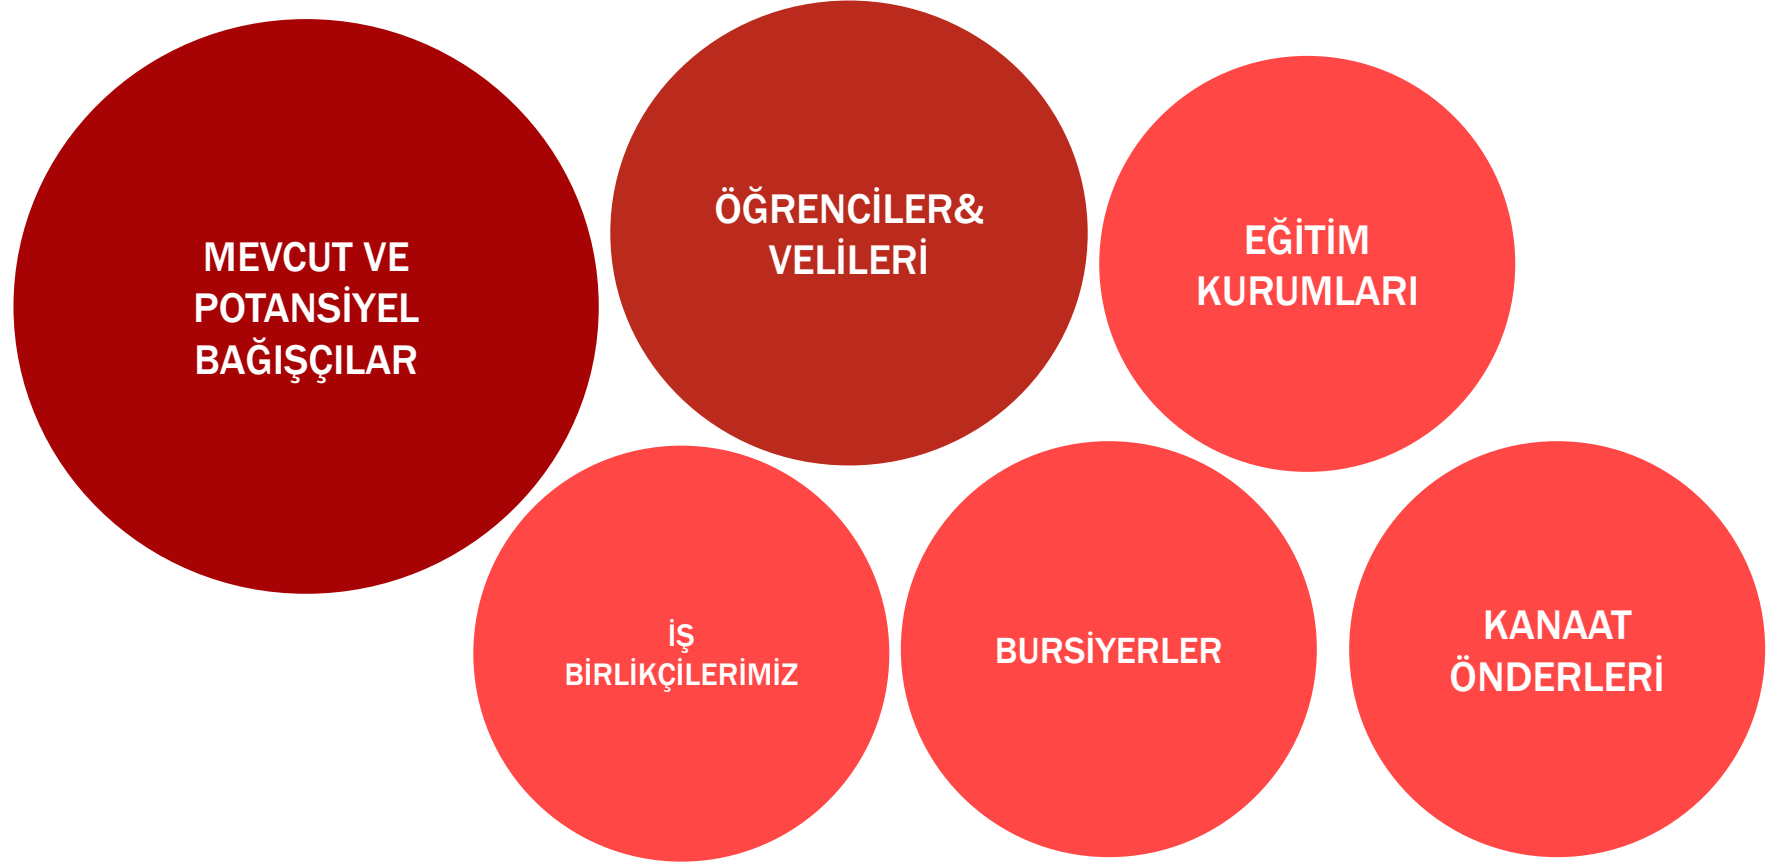 MEVCUT VE
POTANSİYEL
BAĞIŞÇILAR
ÖĞRENCİLER&
VELİLERİ
EĞİTİM
KURUMLARI
İŞ
BİRLİKÇİLERİMİZ
BURSİYERLER
KANAAT
ÖNDERLERİ